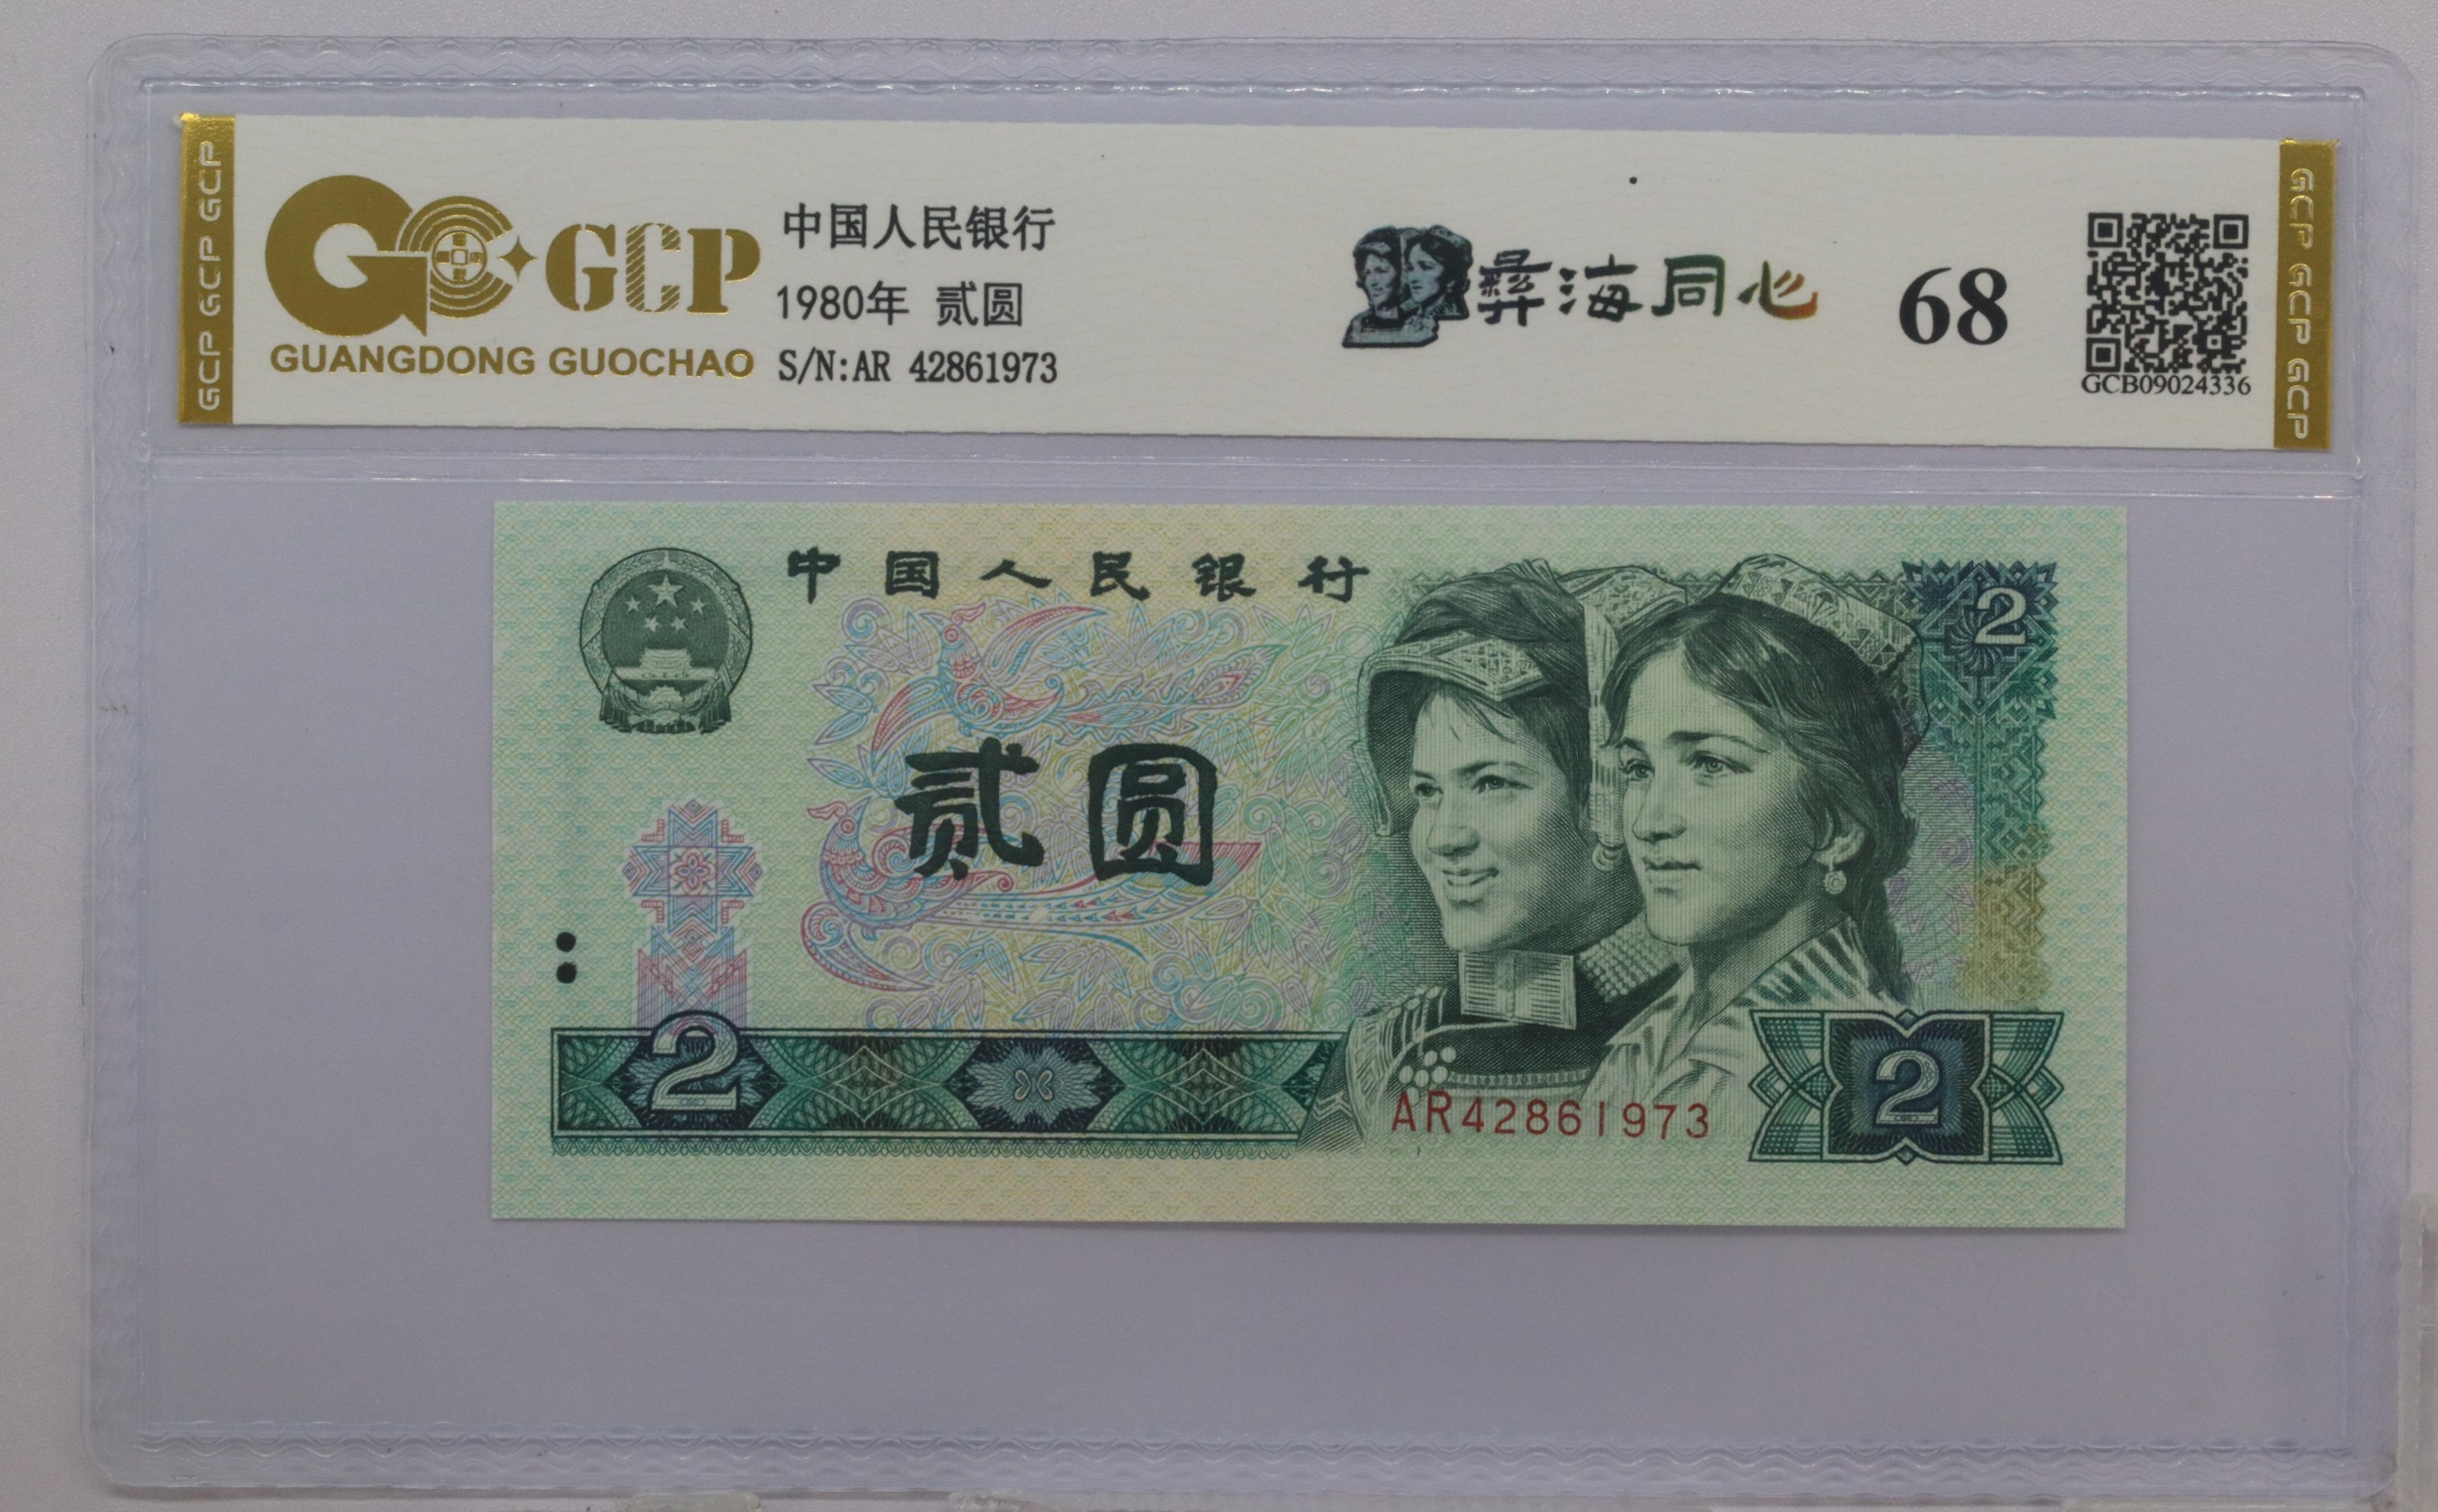 GCP GCP GCP
GCP
GUANGDONG GUOCHAO
中国人民银行
1980年 贰圆
S/N:AR 42861973
彝海同心
68
GCB09024336
GCP GCP GCP
中国人民银行
2
贰圆
2
AR42861973
2